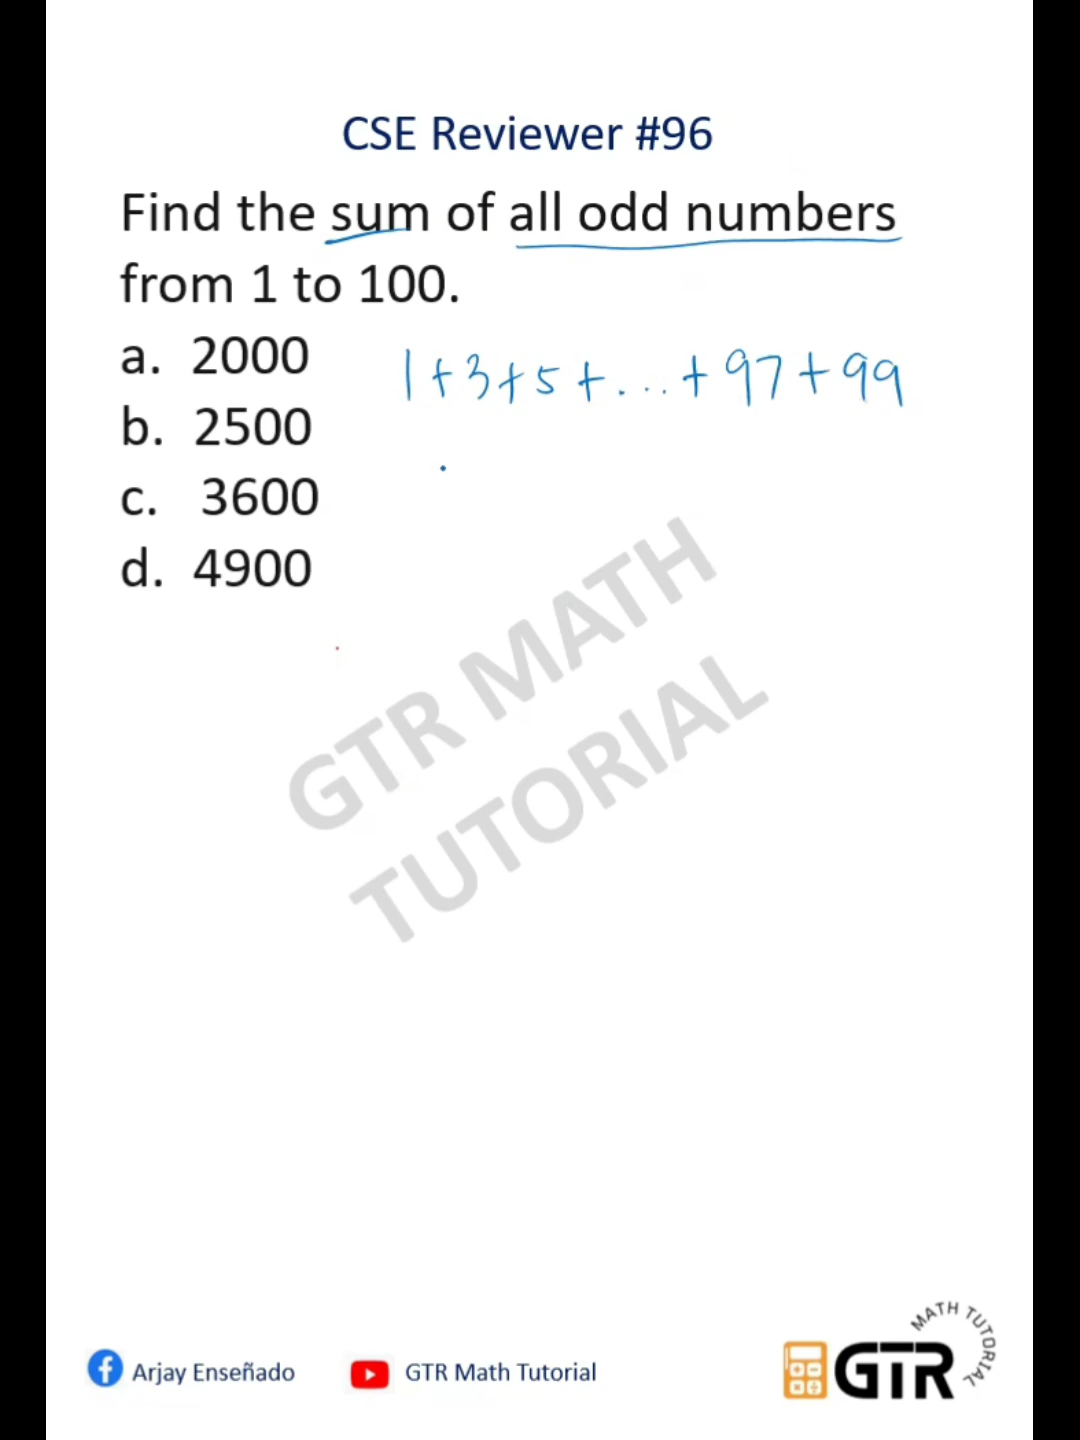 CSE Reviewer #96
Find the sum of all odd numbers
from 1 to 100.
a. 2000
1 + 3 + 5 + ... + 97 + 99
b. 2500
c. 3600
d. 4900
GTR MATH
TUTORIAL
Arjay Enseñado
GTR Math Tutorial
GTR
MATH TUTORIAL